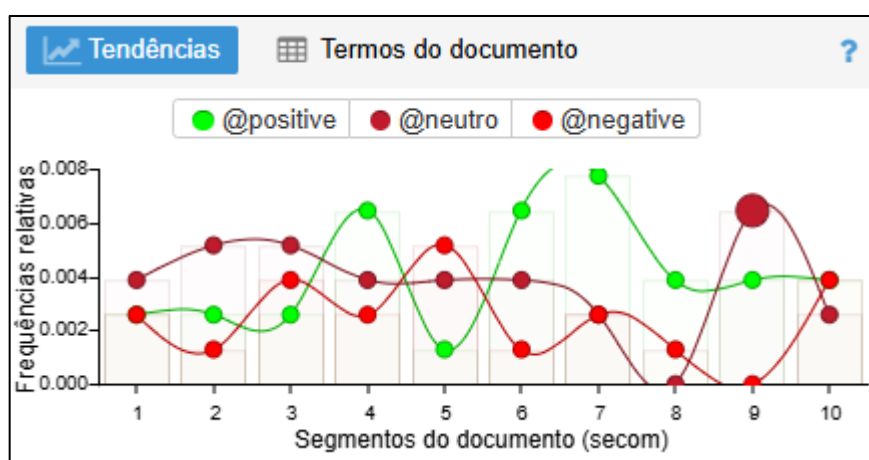 Tendências Termos do documento ?
@positive @neutro @negative
Frequências relativas
0.008
0.006
0.004
0.002
0.000
1 2 3 4 5 6 7 8 9 10
Segmentos do documento (secom)